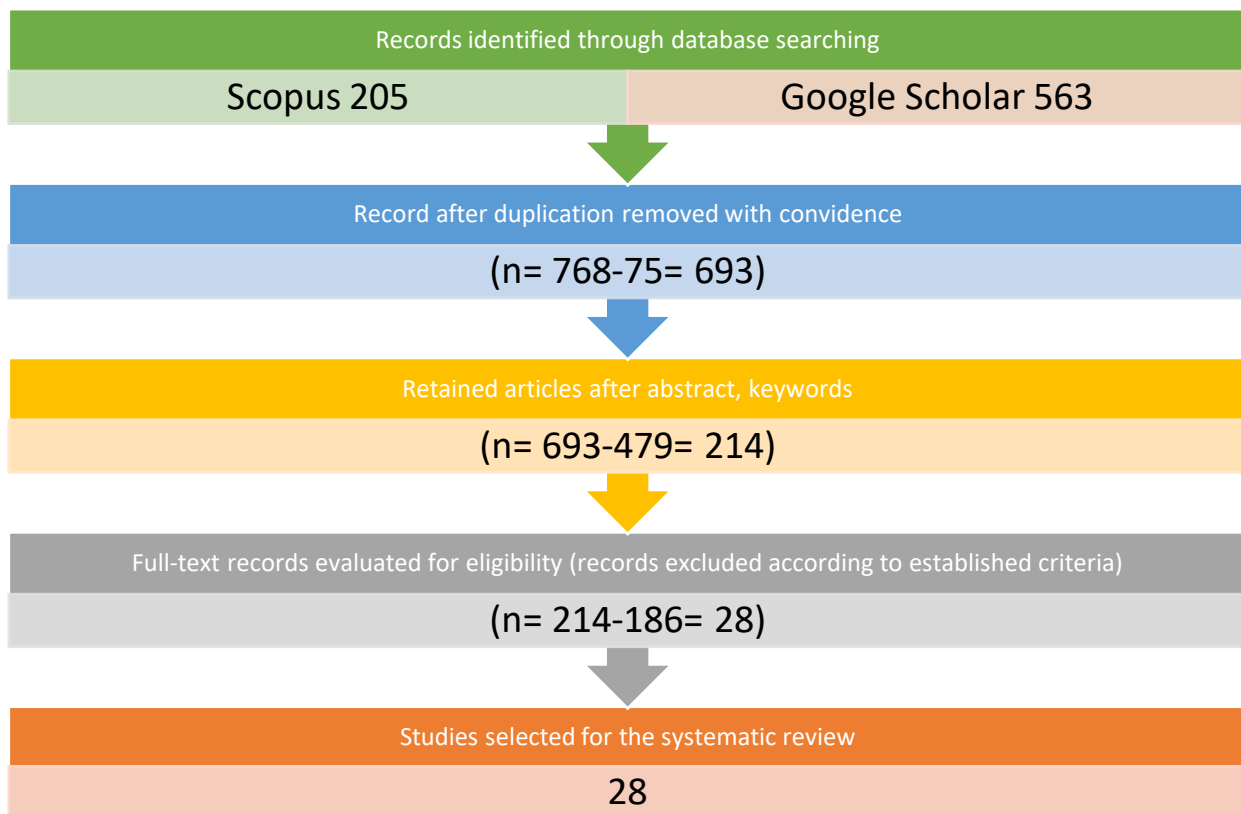 Records identified through database searching
Scopus 205
Google Scholar 563
Record after duplication removed with convidence
(n= 768-75= 693)
Retained articles after abstract, keywords
(n= 693-479= 214)
Full-text records evaluated for eligibility (records excluded according to established criteria)
(n= 214-186= 28)
Studies selected for the systematic review
28